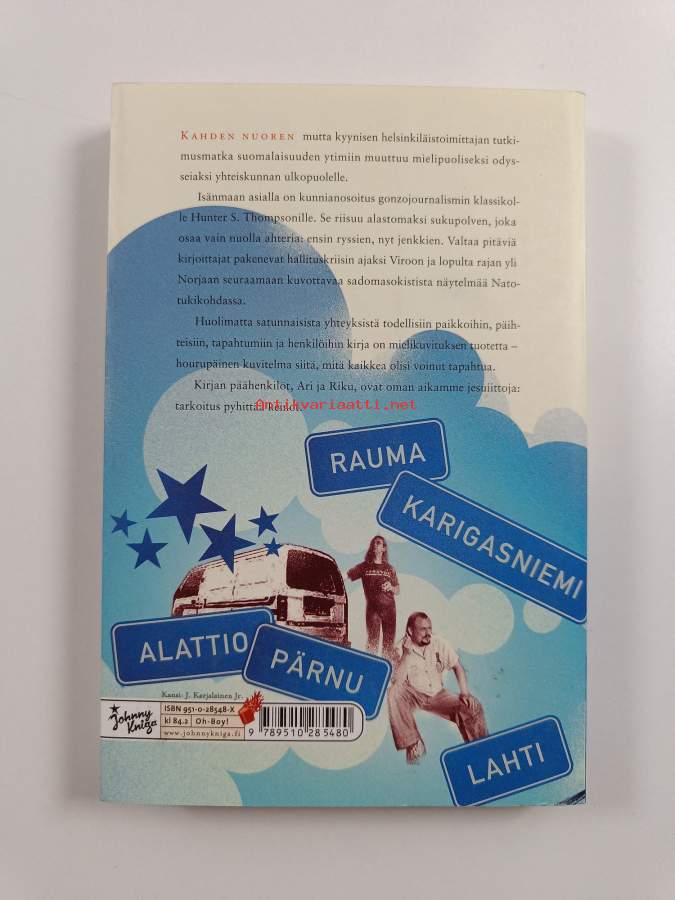 KAHDEN NUOREN mutta kyynisen helsinkiläistoimittajan tutki-
musmatka suomalaisuuden ytimiin muuttuu mielipuoliseksi odys-
seiaksi yhteiskunnan ulkopuolelle.
Isänmaan asialla on kunnianosoitus gonzojournalismin klassikol-
le Hunter S. Thompsonille. Se riisuu alastomaksi sukupolven, joka
osaa vain nuolla ahteria: ensin ryssien, nyt jenkkien. Valtaa pitäviä
kirjoittajat pakenevat hallituskriisin ajaksi Viroon ja lopulta rajan yli
Norjaan seuraamaan kuvottavaa sadomasokistista näytelmää Nato-
tukikohdassa.
Huolimatta satunnaisista yhteyksistä todellisiin paikkoihin, päih-
teisiin, tapahtumiin ja henkilöihin kirja on mielikuvituksen tuotetta –
hourupäinen kuvitelma siitä, mitä kaikkea olisi voinut tapahtua.
Kirjan päähenkilöt, Ari ja Riku, ovat oman aikamme jesuiittoja:
tarkoitus pyhittää keinot.
Antikvariaatti.net
RAUMA
KARIGASNIEMI
ALATTIO
PÄRNU
LAHTI
Kansi: J. Karjalainen Jr.
Johnny Kniga
ISBN 951-0-28548-X
kl 84.2 Oh-Boy!
www.johnnykniga.fi
9 789510 285480